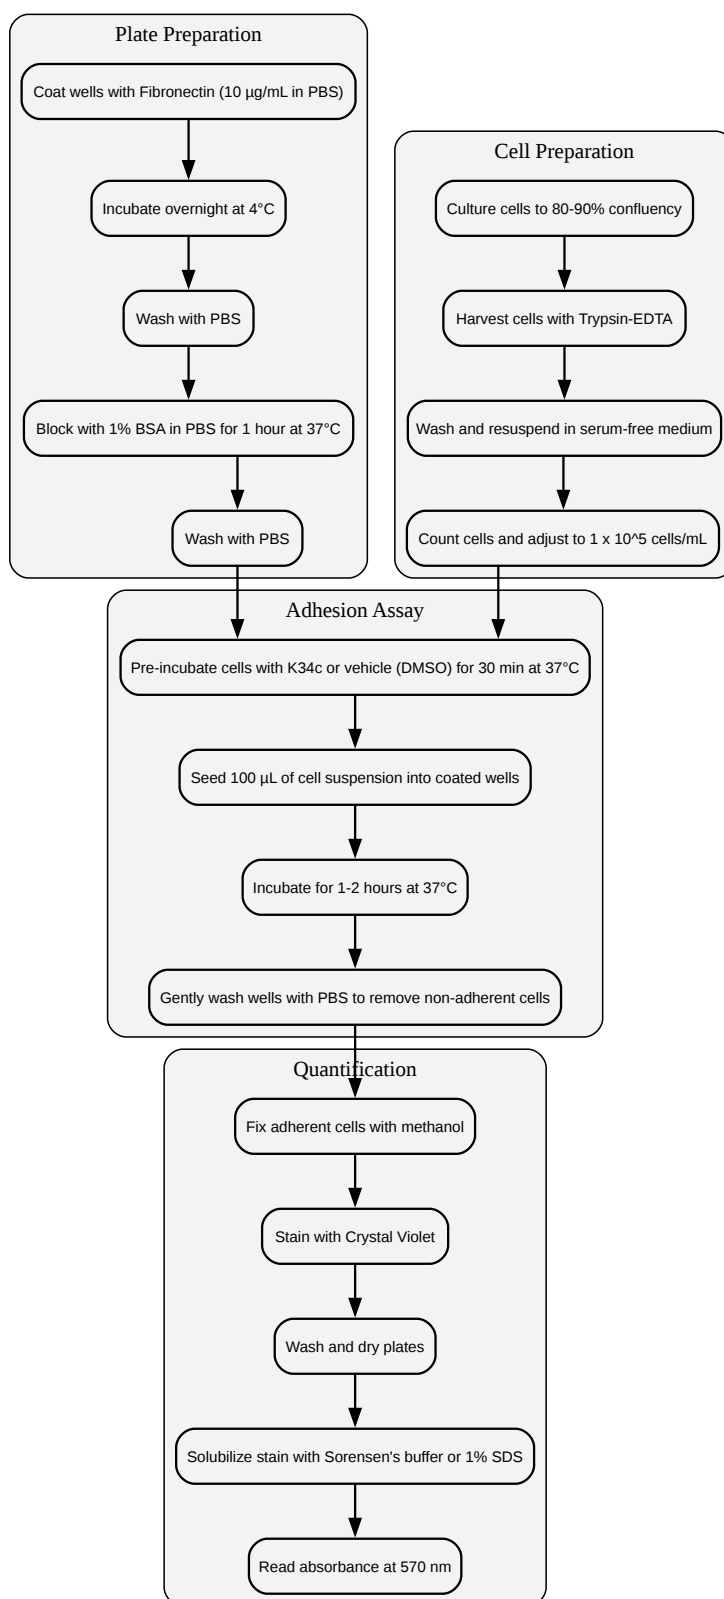 Plate Preparation
Coat wells with Fibronectin (10 µg/mL in PBS)
Incubate overnight at 4°C
Wash with PBS
Block with 1% BSA in PBS for 1 hour at 37°C
Wash with PBS
Cell Preparation
Culture cells to 80-90% confluency
Harvest cells with Trypsin-EDTA
Wash and resuspend in serum-free medium
Count cells and adjust to 1 x 10^5 cells/mL
Adhesion Assay
Pre-incubate cells with K34c or vehicle (DMSO) for 30 min at 37°C
Seed 100 µL of cell suspension into coated wells
Incubate for 1-2 hours at 37°C
Gently wash wells with PBS to remove non-adherent cells
Quantification
Fix adherent cells with methanol
Stain with Crystal Violet
Wash and dry plates
Solubilize stain with Sorensen's buffer or 1% SDS
Read absorbance at 570 nm